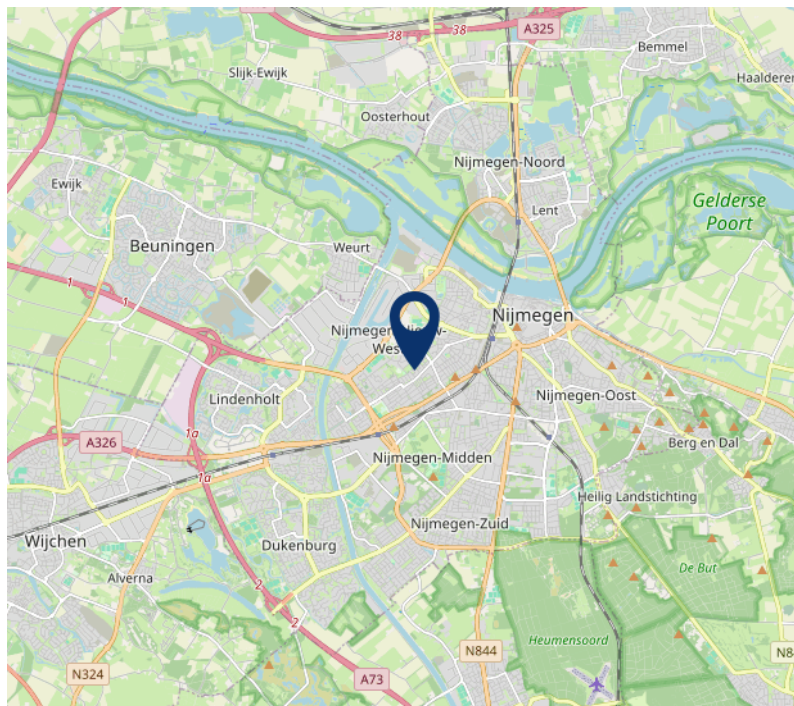 38
38
A325
Bemmel
Slijk-Ewijk
Haalderen
Oosterhout
Nijmegen-Noord
Ewijk
Lent
Gelderse
Poort
Beuningen
Weurt
1
1
Nijmegen
Lindenholt
Nijmegen-Oost
1a
A326
Berg en Dal
Nijmegen-Midden
1a
Heilig Landstichting
Nijmegen-Zuid
Wijchen
Dukenburg
De But
Alverna
2
2
Heumensoord
N844
N84
N324
A73